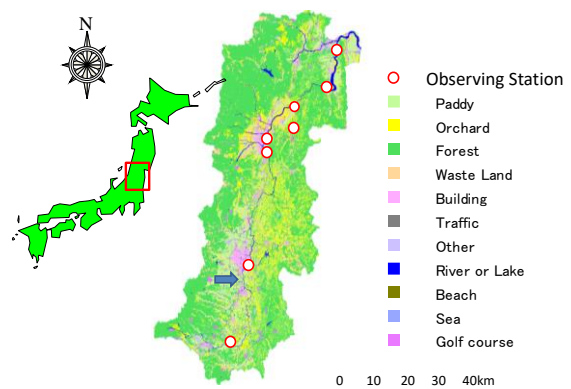 N
Observing Station
Paddy
Orchard
Forest
Waste Land
Building
Traffic
Other
River or Lake
Beach
Sea
Golf course
0 10 20 30 40km